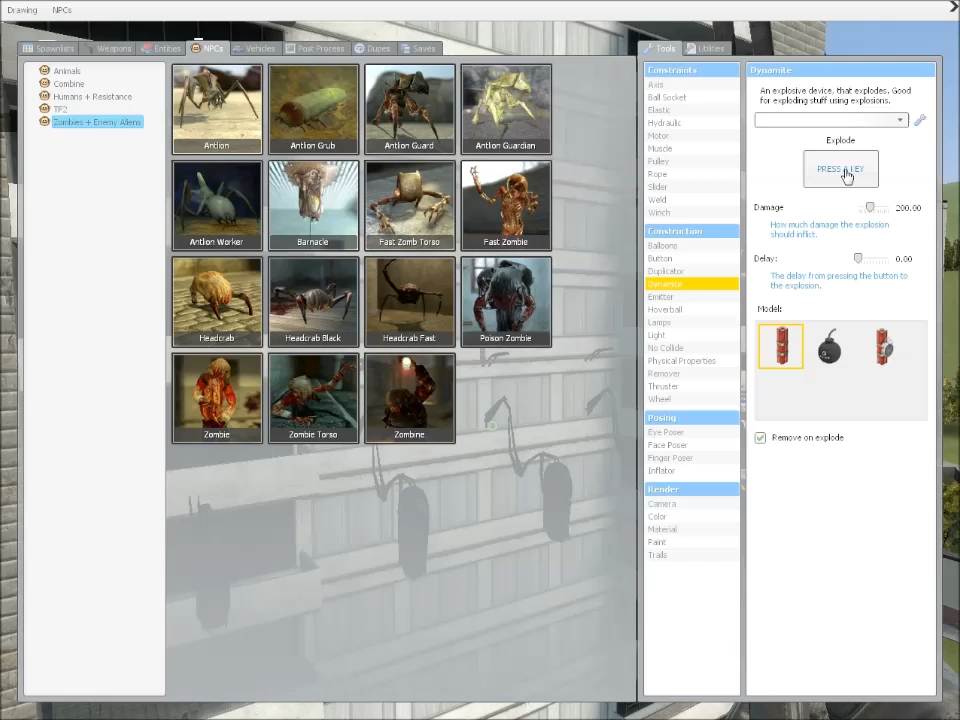 Drawing NPCs
Spawnlists Weapons Entities NPCs Vehicles Post Process Dupes Saves
Animals
Combine
Humans + Resistance
TF2
Zombies + Enemy Aliens
Antlion Antlion Grub Antlion Guard Antlion Guardian
Antlion Worker Barnacle Fast Zomb Torso Fast Zombie
Headcrab Headcrab Black Headcrab Fast Poison Zombie
Zombie Zombie Torso Zombine
Tools Utilities
Constraints
Axis
Ball Socket
Elastic
Hydraulic
Motor
Muscle
Pulley
Rope
Slider
Weld
Winch
Construction
Balloons
Button
Duplicator
Dynamite
Emitter
Hoverball
Lamps
Light
No Collide
Physical Properties
Remover
Thruster
Wheel
Posing
Eye Poser
Face Poser
Finger Poser
Inflator
Render
Camera
Color
Material
Paint
Trails
Dynamite
An explosive device, that explodes. Good
for exploding stuff using explosions.
Explode
PRESS A KEY
Damage 200.00
How much damage the explosion
should inflict.
Delay: 0.00
The delay from pressing the button to
the explosion.
Model:
Remove on explode